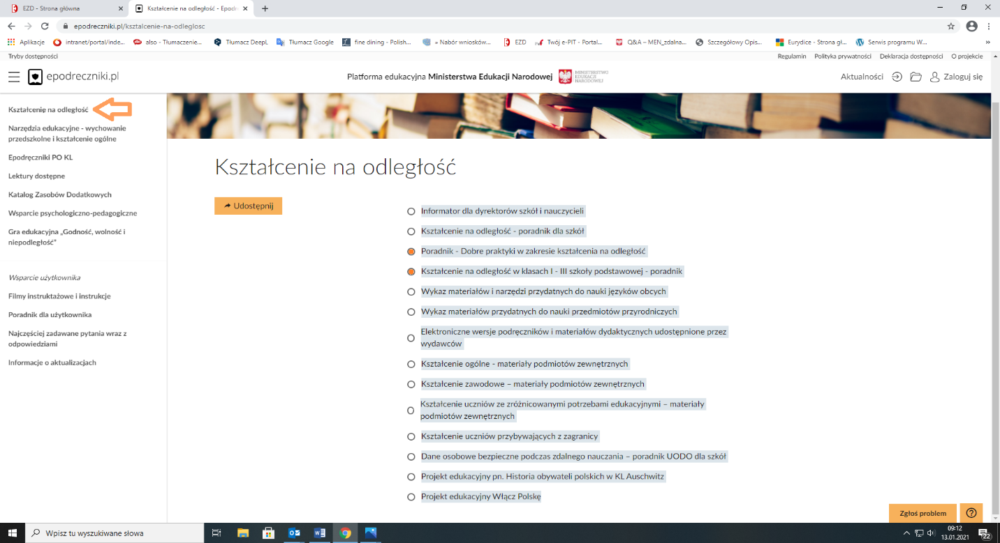 EZD - Strona główna
Kształcenie na odległość - Epodr
epodreczniki.pl/ksztalcenie-na-odleglosc
Aplikacje
intranet/portal/inde...
also - Tłumaczenie...
Tłumacz DeepL
Tłumacz Google
fine dining - Polish...
» Nabór wniosków...
EZD
Twój e-PIT - Portal...
Q&A – MEN_zdalna...
Szczegółowy Opis...
Eurydice - Strona gł...
Serwis programu W...
»
Tryby dostępności
Regulamin
Polityka prywatności
Deklaracja dostępności
O projekcie
epodreczniki.pl
Platforma edukacyjna Ministerstwa Edukacji Narodowej
MINISTERSTWO
EDUKACJI
NARODOWEJ
Aktualności
Zaloguj się
Kształcenie na odległość
Narzędzia edukacyjne - wychowanie
przedszkolne i kształcenie ogólne
Epodręczniki PO KL
Lektury dostępne
Katalog Zasobów Dodatkowych
Wsparcie psychologiczno-pedagogiczne
Gra edukacyjna „Godność, wolność i
niepodległość”
Wsparcie użytkownika
Filmy instruktażowe i instrukcje
Poradnik dla użytkownika
Najczęściej zadawane pytania wraz z
odpowiedziami
Informacje o aktualizacjach
Kształcenie na odległość
Udostępnij
Informator dla dyrektorów szkół i nauczycieli
Kształcenie na odległość - poradnik dla szkół
Poradnik - Dobre praktyki w zakresie kształcenia na odległość
Kształcenie na odległość w klasach I - III szkoły podstawowej - poradnik
Wykaz materiałów i narzędzi przydatnych do nauki języków obcych
Wykaz materiałów przydatnych do nauki przedmiotów przyrodniczych
Elektroniczne wersje podręczników i materiałów dydaktycznych udostępnione przez
wydawców
Kształcenie ogólne - materiały podmiotów zewnętrznych
Kształcenie zawodowe – materiały podmiotów zewnętrznych
Kształcenie uczniów ze zróżnicowanymi potrzebami edukacyjnymi – materiały
podmiotów zewnętrznych
Kształcenie uczniów przybywających z zagranicy
Dane osobowe bezpieczne podczas zdalnego nauczania – poradnik UODO dla szkół
Projekt edukacyjny pn. Historia obywateli polskich w KL Auschwitz
Projekt edukacyjny Włącz Polskę
Zgłoś problem
Wpisz tu wyszukiwane słowa
09:12
13.01.2021
22